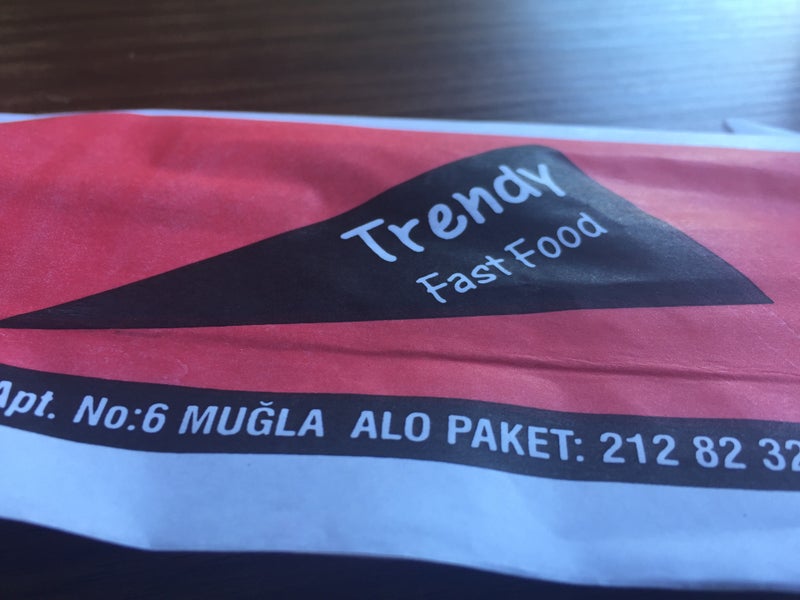 Trendy
Fast Food
Apt. No:6 MUĞLA ALO PAKET: 212 82 32